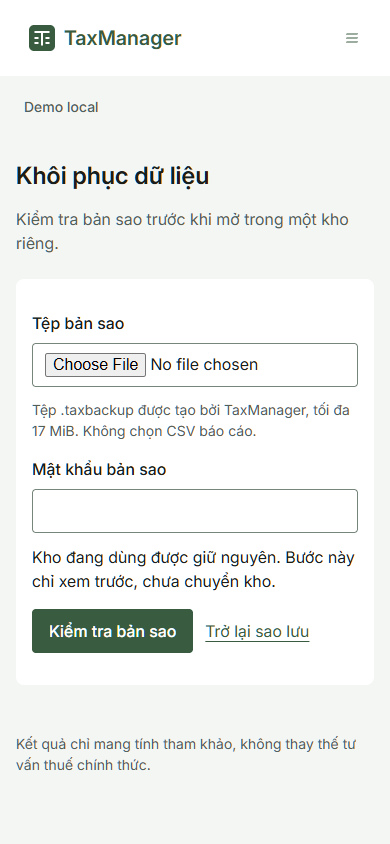 TaxManager
Demo local
Khôi phục dữ liệu
Kiểm tra bản sao trước khi mở trong một kho
riêng.
Tệp bản sao
Choose File No file chosen
Tệp .taxbackup được tạo bởi TaxManager, tối đa
17 MiB. Không chọn CSV báo cáo.
Mật khẩu bản sao
Kho đang dùng được giữ nguyên. Bước này
chỉ xem trước, chưa chuyển kho.
Kiểm tra bản sao Trở lại sao lưu
Kết quả chỉ mang tính tham khảo, không thay thế tư
vấn thuế chính thức.